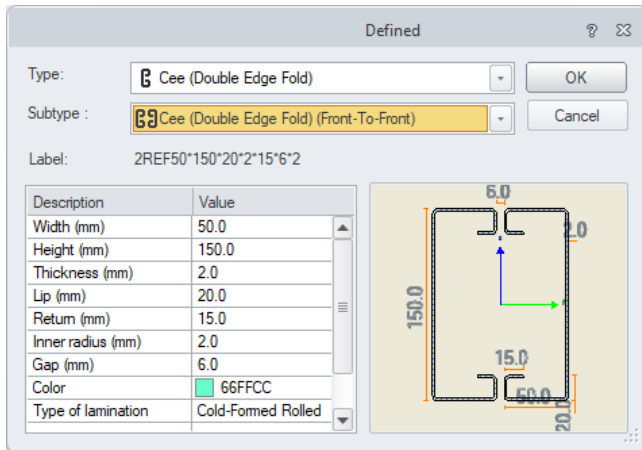 Defined
Type: Cee (Double Edge Fold) OK
Subtype : Cee (Double Edge Fold) (Front-To-Front) Cancel
Label: 2REF50*150*20*2*15*6*2
Description Value
Width (mm) 50.0
Height (mm) 150.0
Thickness (mm) 2.0
Lip (mm) 20.0
Return (mm) 15.0
Inner radius (mm) 2.0
Gap (mm) 6.0
Color 66FFCC
Type of lamination Cold-Formed Rolled
6.0
2.0
150.0
15.0
50.0
20.0